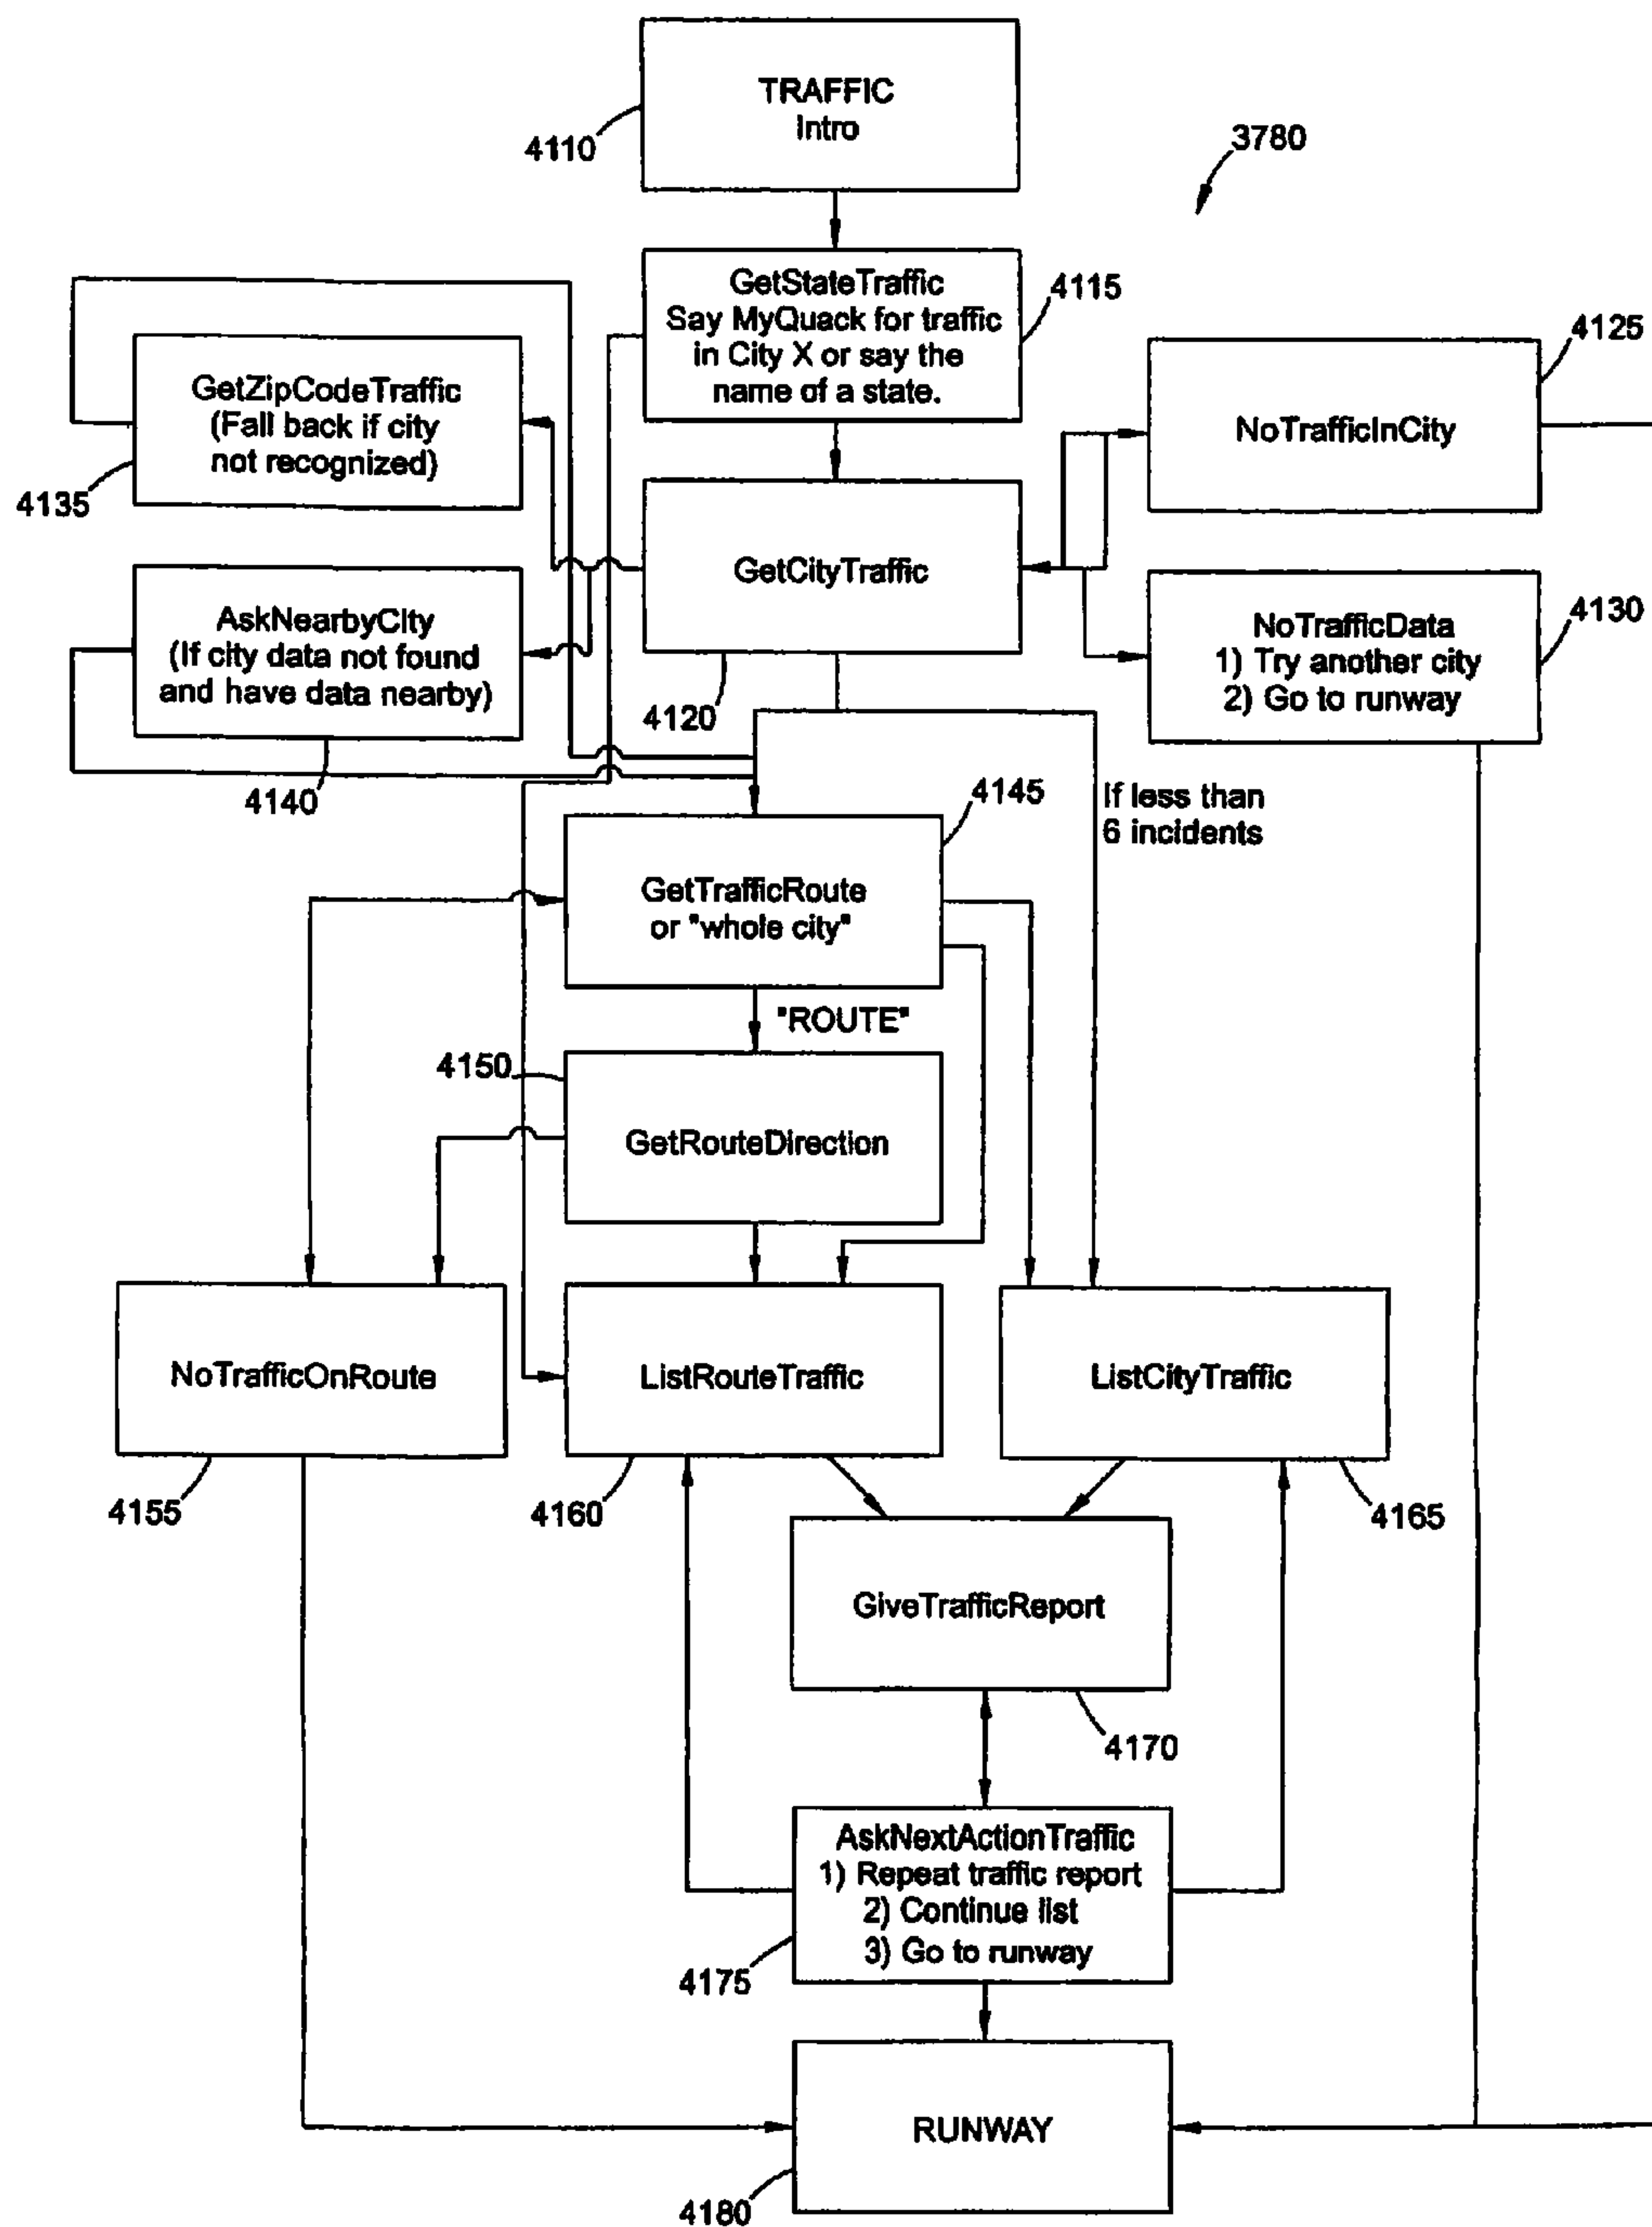 TRAFFIC
Intro
4110
3780
GetStateTraffic
Say MyQuack for traffic
in City X or say the
name of a state.
4115
4125
GetZipCodeTraffic
(Fall back if city
not recognized)
4135
NoTrafficInCity
GetCityTraffic
4120
AskNearbyCity
(If city data not found
and have data nearby)
4140
NoTrafficData
1) Try another city
2) Go to runway
4130
If less than
6 incidents
4145
GetTrafficRoute
or "whole city"
"ROUTE"
4150
GetRouteDirection
NoTrafficOnRoute
4155
ListRouteTraffic
4160
ListCityTraffic
4165
GiveTrafficReport
4170
AskNextActionTraffic
1) Repeat traffic report
2) Continue list
3) Go to runway
4175
RUNWAY
4180